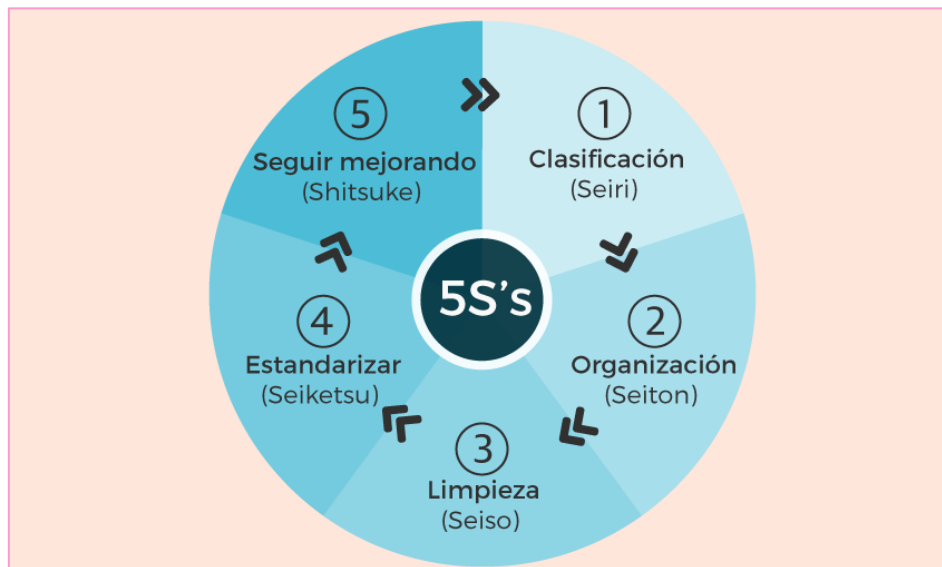 5S's
1
Clasificación
(Seiri)
2
Organización
(Seiton)
3
Limpieza
(Seiso)
4
Estandarizar
(Seiketsu)
5
Seguir mejorando
(Shitsuke)